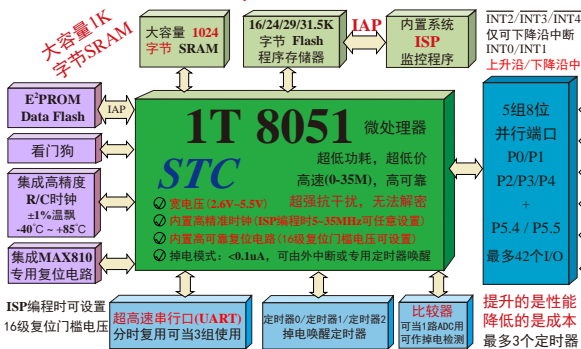 大容量1K
字节SRAM
大容量 1024
字节 SRAM
16/24/29/31.5K
字节 Flash
程序存储器
IAP
内置系统
ISP
监控程序
INT2/INT3/INT4
仅可下降沿中断
INT0/INT1
上升沿/下降沿中
E²PROM
Data Flash
IAP
看门狗
集成高精度
R/C时钟
±1%温飘
-40℃ ~ +85℃
集成MAX810
专用复位电路
1T 8051 微处理器
STC
超低功耗，超低价
高速(0-35M)，高可靠
超强抗干扰，无法解密
宽电压(2.6V~5.5V)
内置高精准时钟(ISP编程时5-35MHz可任意设置)
内置高可靠复位电路(16级复位门槛电压可设置)
掉电模式：<0.1uA，可由外中断或专用定时器唤醒
5组8位
并行端口
P0/P1
P2/P3/P4
+
P5.4 / P5.5
最多42个I/O
ISP编程时可设置
16级复位门槛电压
超高速串行口(UART)
分时复用可当3组使用
定时器0/定时器1/定时器2
掉电唤醒定时器
比较器
可当1路ADC用
可作掉电检测
提升的是性能
降低的是成本
最多3个定时器